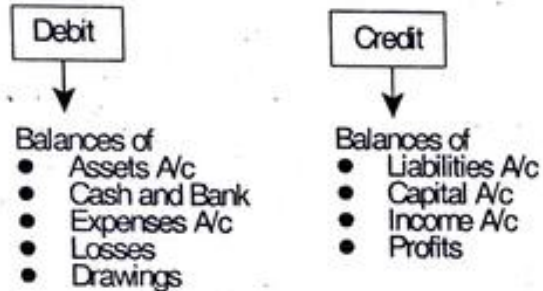 Debit
Balances of
● Assets A/c
● Cash and Bank
● Expenses A/c
● Losses
● Drawings
Credit
Balances of
● Liabilities A/c
● Capital A/c
● Income A/c
● Profits